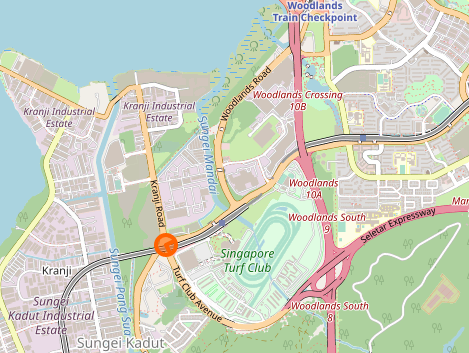 Woodlands
Train Checkpoint
Woodlands Road
Kranji Industrial
Estate
Kranji Industrial
Estate
Woodlands Crossing
10B
Sungei Mandai
Kranji Road
Woodlands
10A
Woodlands South
9
Seletar Expressway
Man
Singapore
Turf Club
Kranji
Sungei Pang Sua
Turf Club Avenue
Sungei
Kadut Industrial
Estate
Woodlands South
8
Sungei Kadut